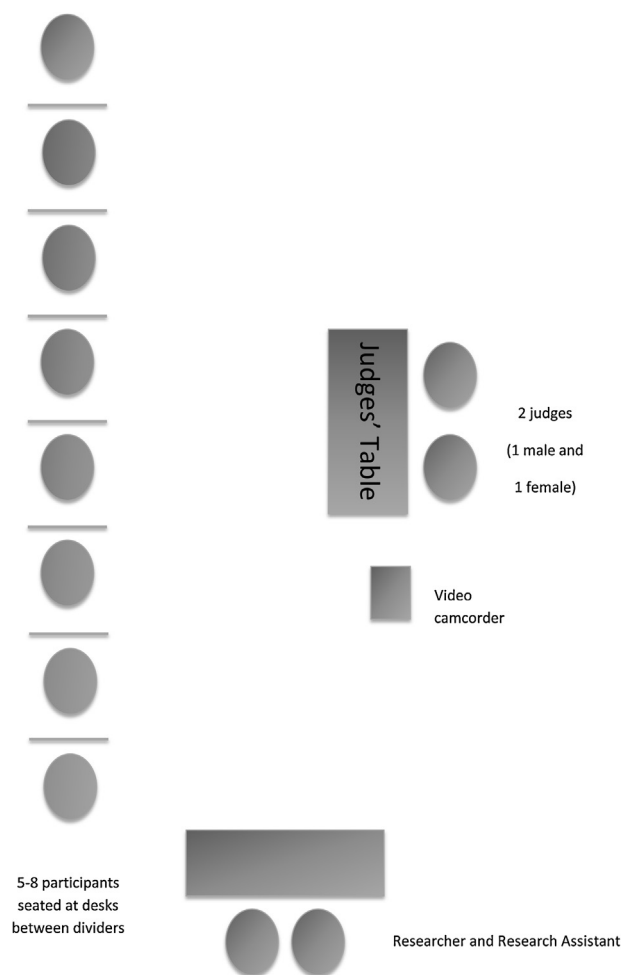 Judges’ Table
2 judges
(1 male and
1 female)
Video
camcorder
5-8 participants
seated at desks
between dividers
Researcher and Research Assistant